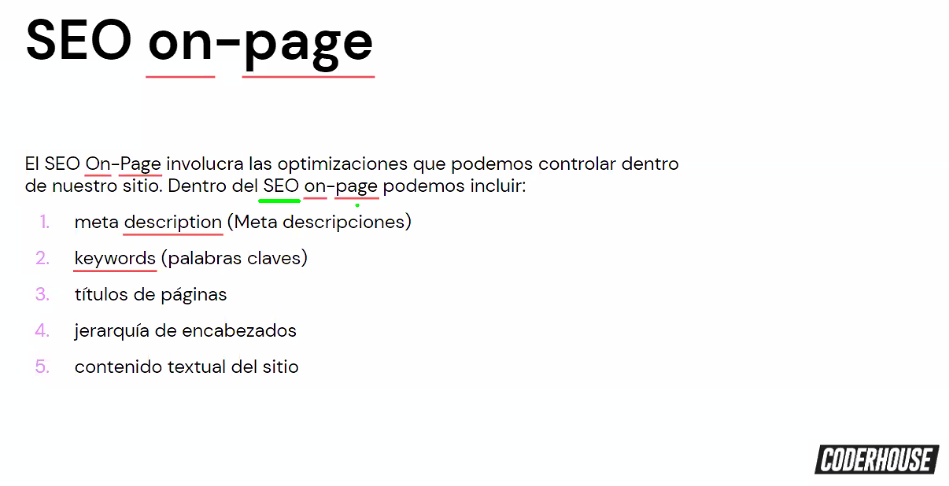 SEO on-page
El SEO On-Page involucra las optimizaciones que podemos controlar dentro
de nuestro sitio. Dentro del SEO on-page podemos incluir:
1. meta description (Meta descripciones)
2. keywords (palabras claves)
3. títulos de páginas
4. jerarquía de encabezados
5. contenido textual del sitio
CODERHOUSE